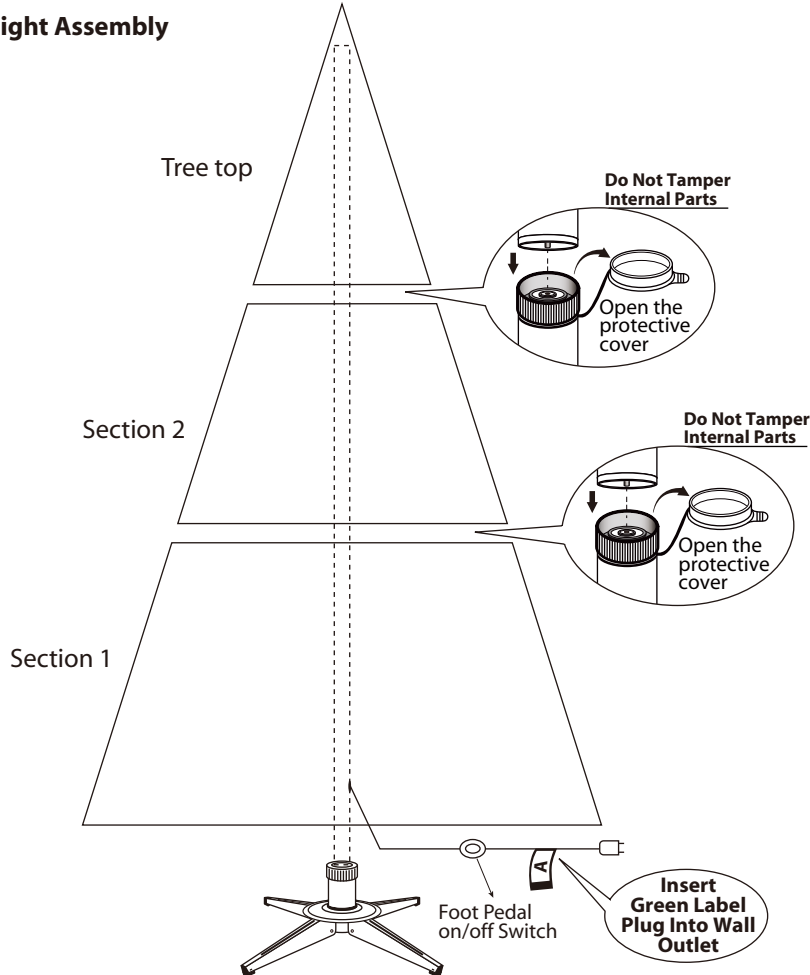 ight Assembly
Tree top
Do Not Tamper
Internal Parts
Open the
protective
cover
Section 2
Do Not Tamper
Internal Parts
Open the
protective
cover
Section 1
A
Foot Pedal
on/off Switch
Insert
Green Label
Plug Into Wall
Outlet